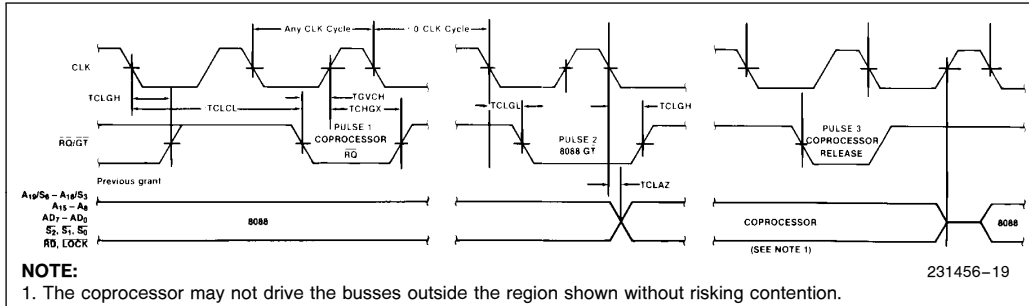 Any CLK Cycle
0 CLK Cycle
CLK
TCLGH
TCLCL
TGVCH
TCHGX
TCLGL
TCLGH
RQ/GT
PULSE 1
COPROCESSOR
RQ
PULSE 2
8088 GT
PULSE 3
COPROCESSOR
RELEASE
Previous grant
TCLAZ
A19/S6 – A16/S3
A15 – A8
AD7 – AD0
S2, S1, S0
RD, LOCK
8088
COPROCESSOR
8088
(SEE NOTE 1)
NOTE:
231456–19
1. The coprocessor may not drive the busses outside the region shown without risking contention.